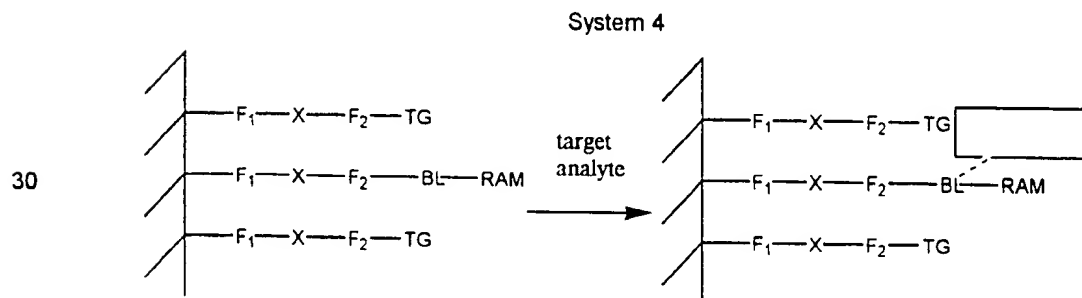 System 4
F₁ X F₂ TG
F₁ X F₂ TG
target
analyte
30
F₁ X F₂ BL RAM
F₁ X F₂ BL RAM
F₁ X F₂ TG
F₁ X F₂ TG